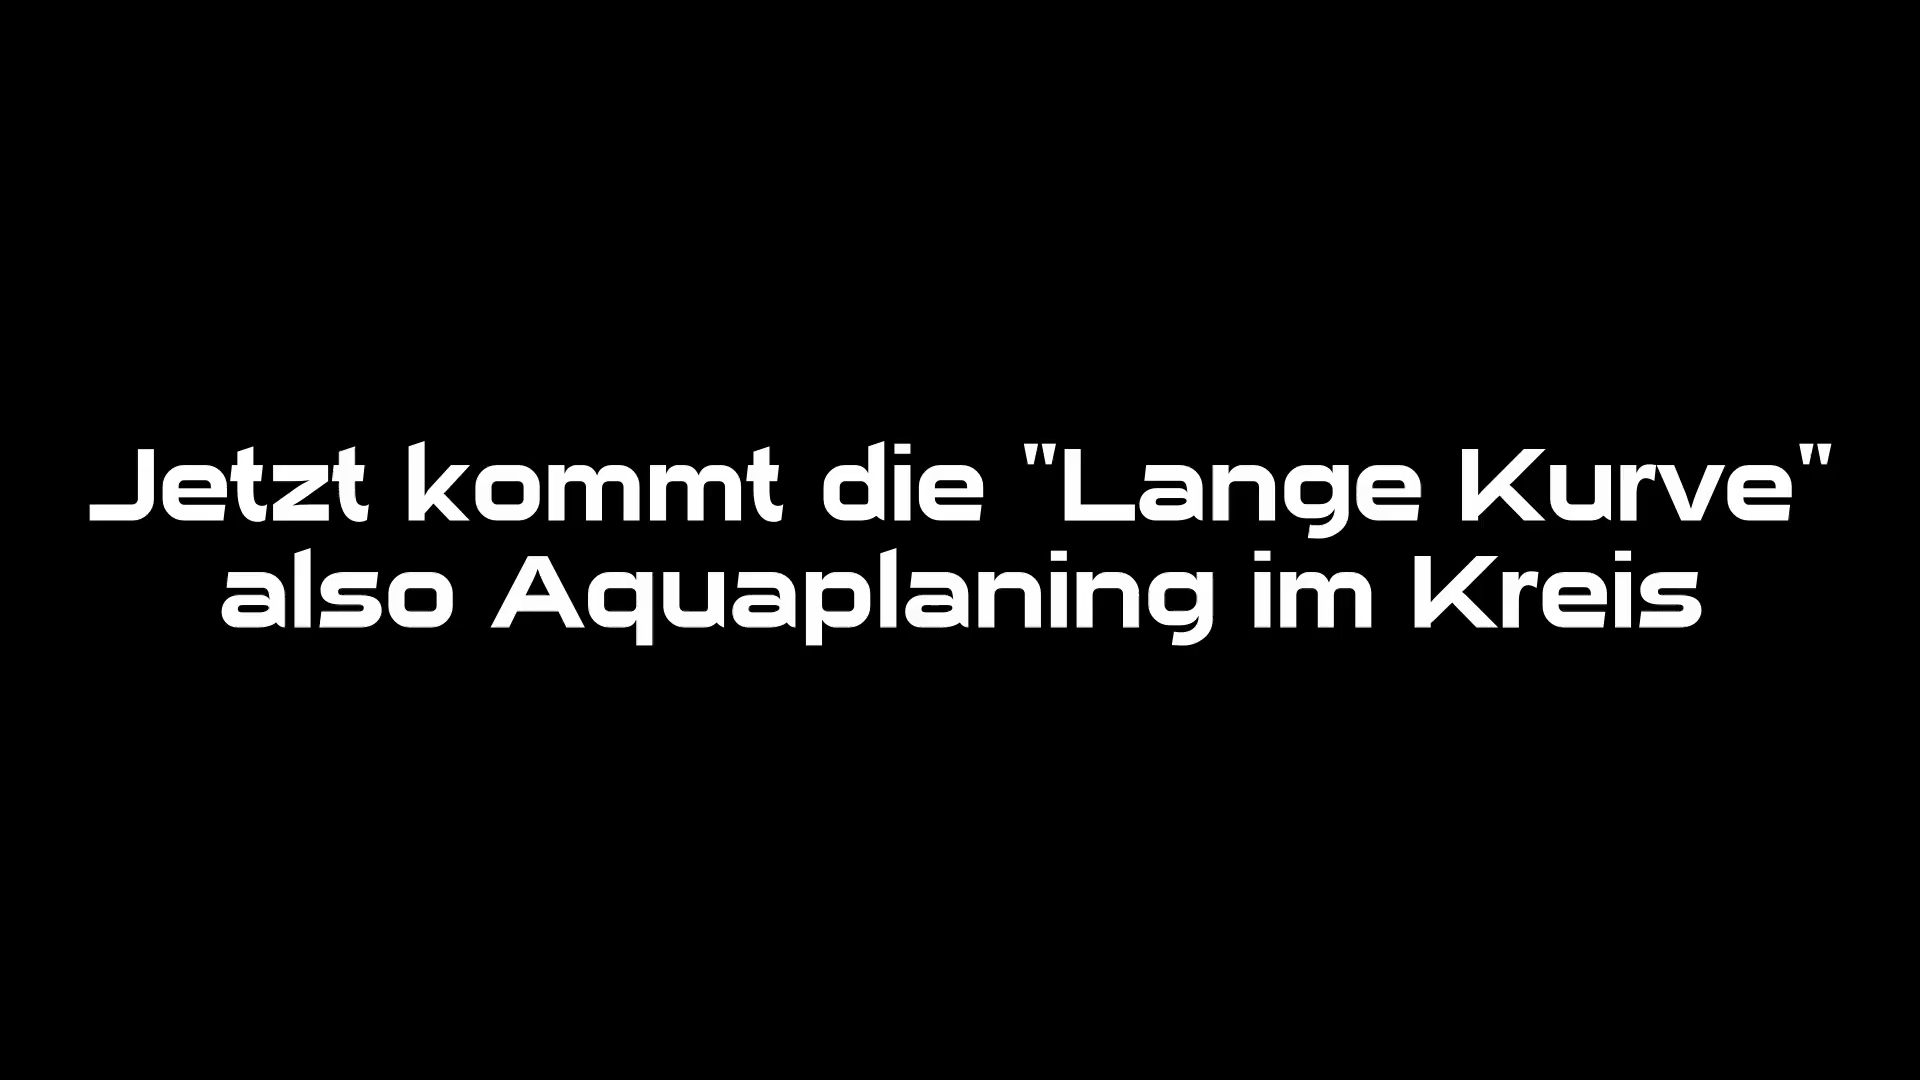 Jetzt kommt die "Lange Kurve"
also Aquaplaning im Kreis